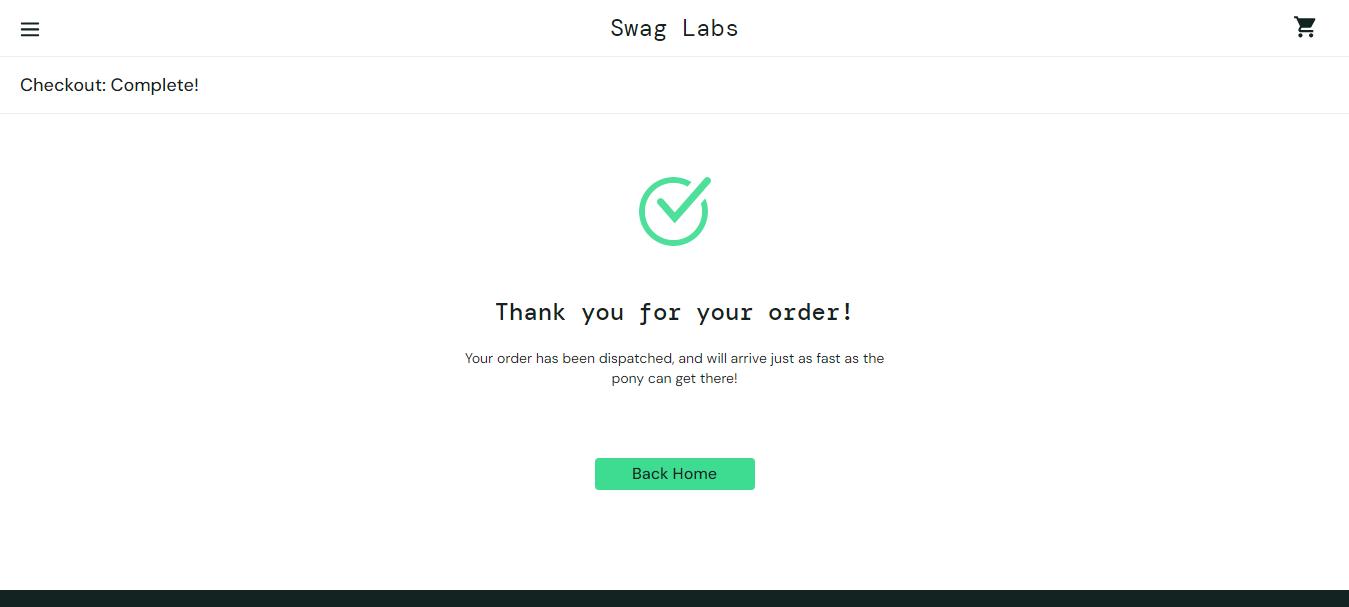 Swag Labs
Checkout: Complete!
Thank you for your order!
Your order has been dispatched, and will arrive just as fast as the
pony can get there!
Back Home